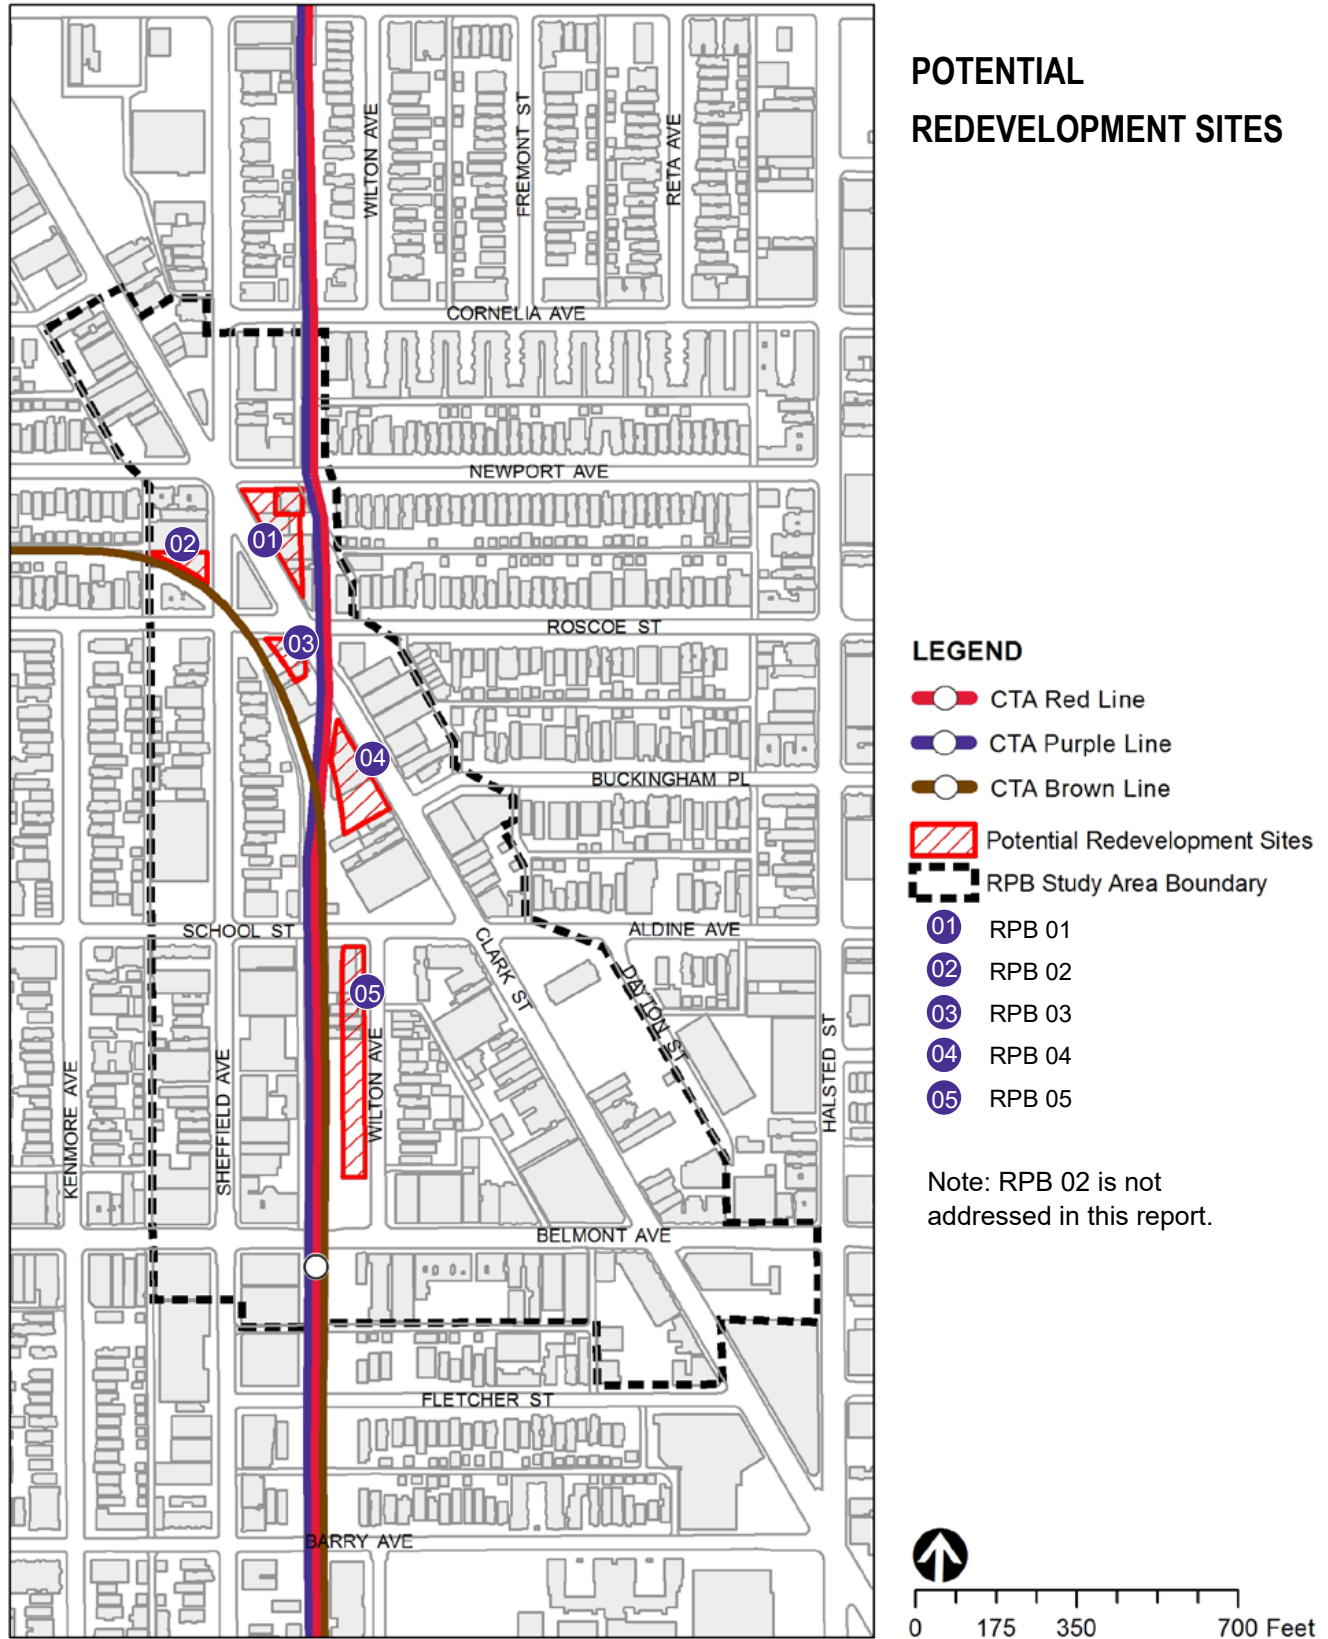 POTENTIAL
REDEVELOPMENT SITES
WILTON AVE
FREMONT ST
RETA AVE
CORNELIA AVE
NEWPORT AVE
01
02
ROSCOE ST
03
04
BUCKINGHAM PL
SCHOOL ST
CLARK ST
ALDINE AVE
DAYTON ST
05
WILTON AVE
KENMORE AVE
SHEFFIELD AVE
HALSTED ST
BELMONT AVE
FLETCHER ST
BARRY AVE
LEGEND
CTA Red Line
CTA Purple Line
CTA Brown Line
Potential Redevelopment Sites
RPB Study Area Boundary
01 RPB 01
02 RPB 02
03 RPB 03
04 RPB 04
05 RPB 05
Note: RPB 02 is not
addressed in this report.
0 175 350 700 Feet